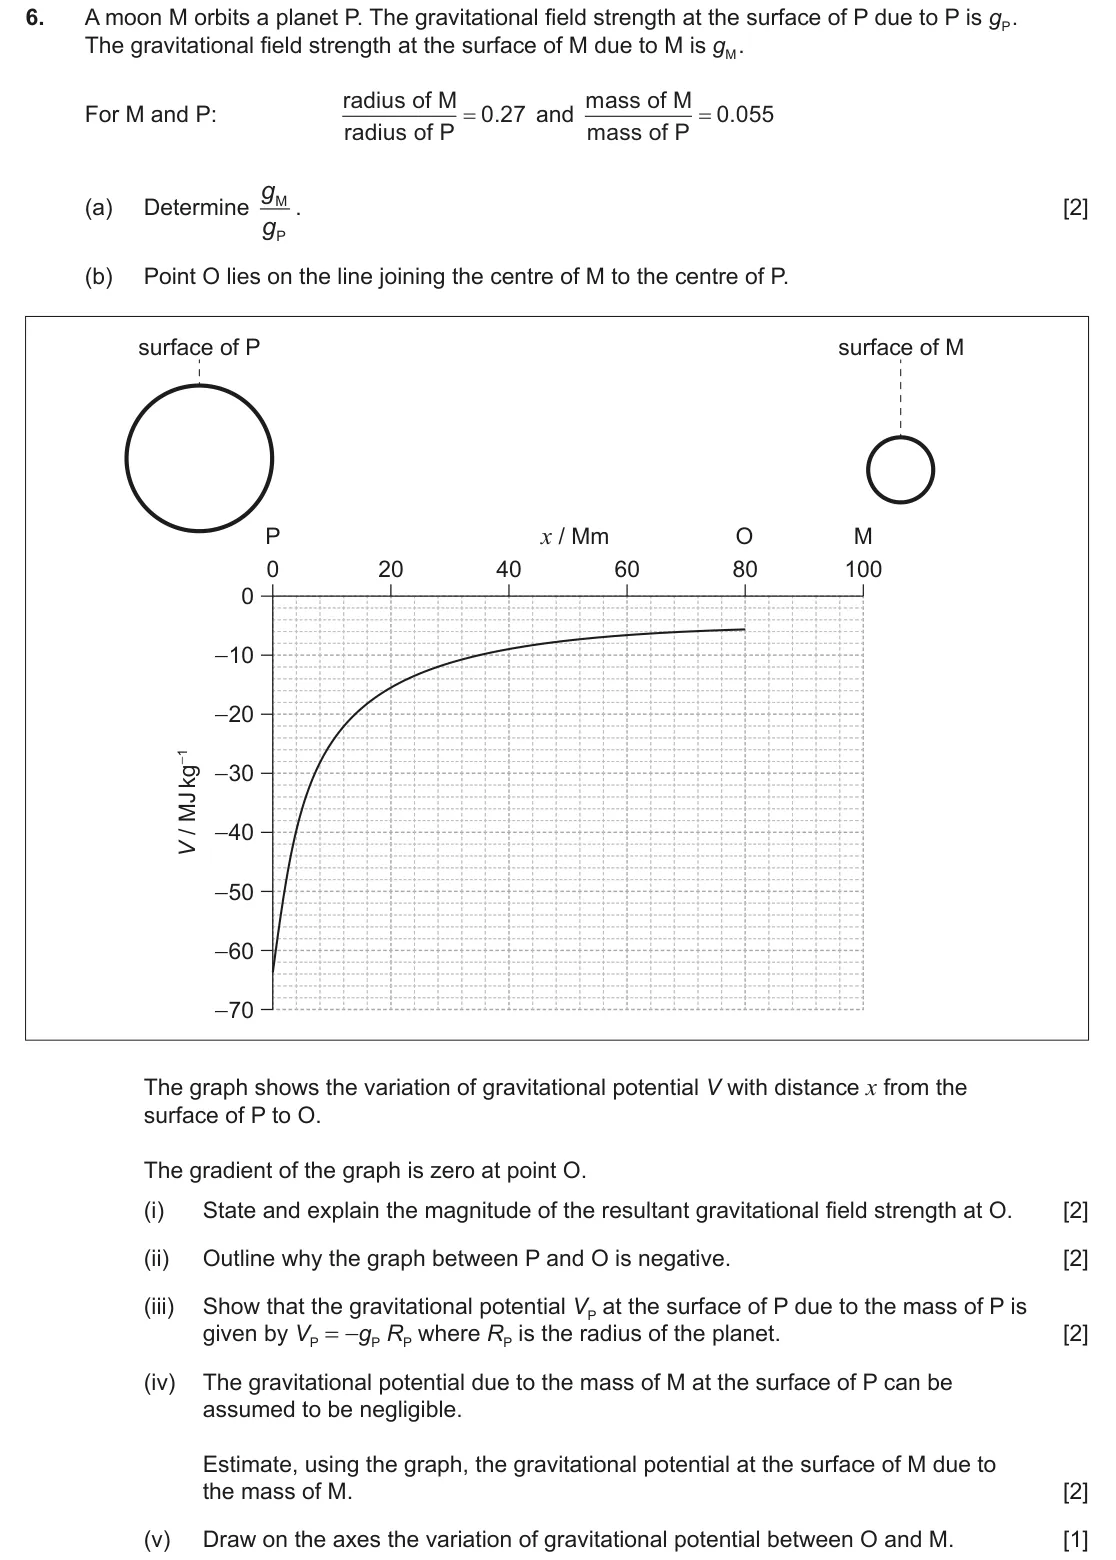 6. A moon M orbits a planet P. The gravitational field strength at the surface of P due to P is gP.
The gravitational field strength at the surface of M due to M is gM.
For M and P: radius of M / radius of P = 0.27 and mass of M / mass of P = 0.055
(a) Determine gM / gP . [2]
(b) Point O lies on the line joining the centre of M to the centre of P.
surface of P surface of M
P x / Mm O M
0 20 40 60 80 100
0
–10
–20
–30
–40
–50
–60
–70
V / MJ kg–1
The graph shows the variation of gravitational potential V with distance x from the
surface of P to O.
The gradient of the graph is zero at point O.
(i) State and explain the magnitude of the resultant gravitational field strength at O. [2]
(ii) Outline why the graph between P and O is negative. [2]
(iii) Show that the gravitational potential VP at the surface of P due to the mass of P is
given by VP = –gP RP where RP is the radius of the planet. [2]
(iv) The gravitational potential due to the mass of M at the surface of P can be
assumed to be negligible.
Estimate, using the graph, the gravitational potential at the surface of M due to
the mass of M. [2]
(v) Draw on the axes the variation of gravitational potential between O and M. [1]